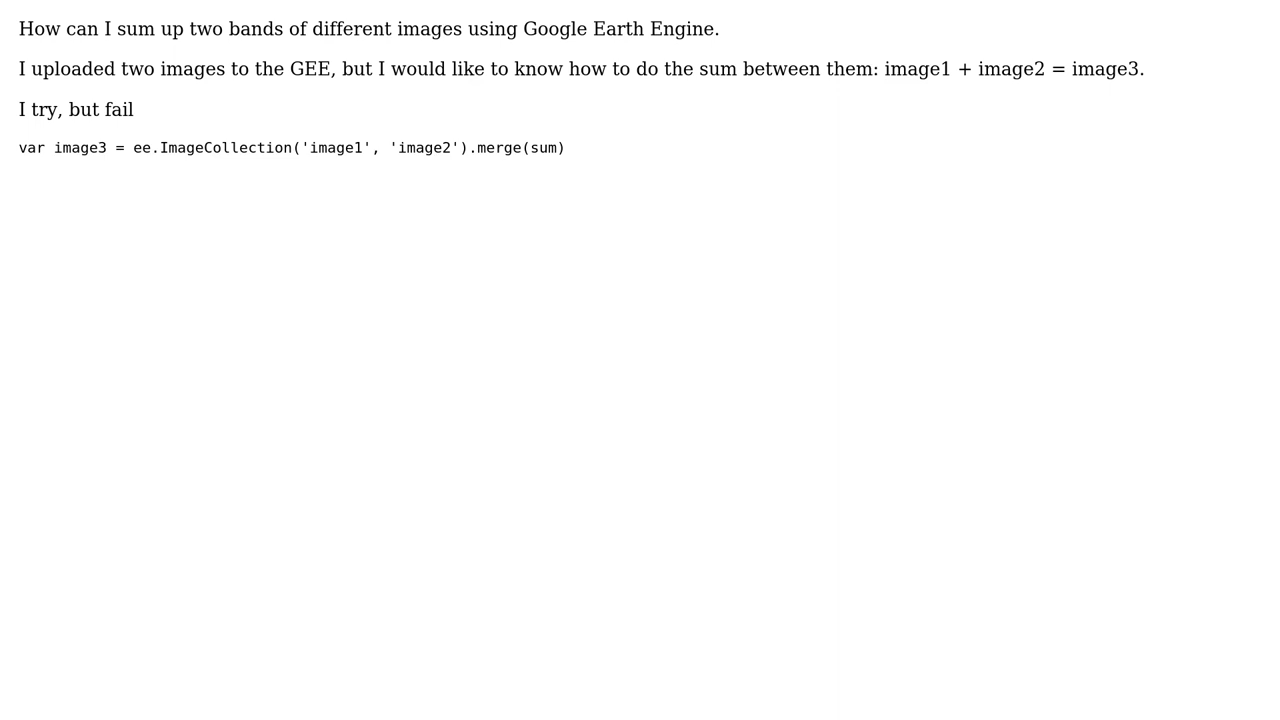 How can I sum up two bands of different images using Google Earth Engine.
I uploaded two images to the GEE, but I would like to know how to do the sum between them: image1 + image2 = image3.
I try, but fail
var image3 = ee.ImageCollection('image1', 'image2').merge(sum)